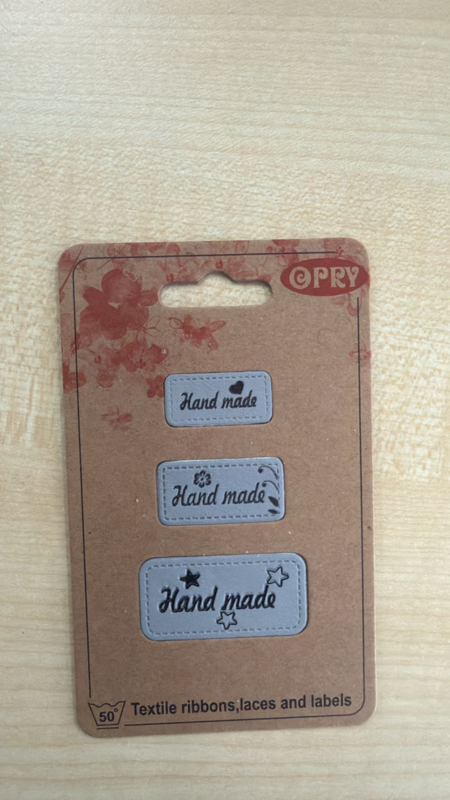 OPRY
Hand made
Hand made
Hand made
50°
Textile ribbons,laces and labels